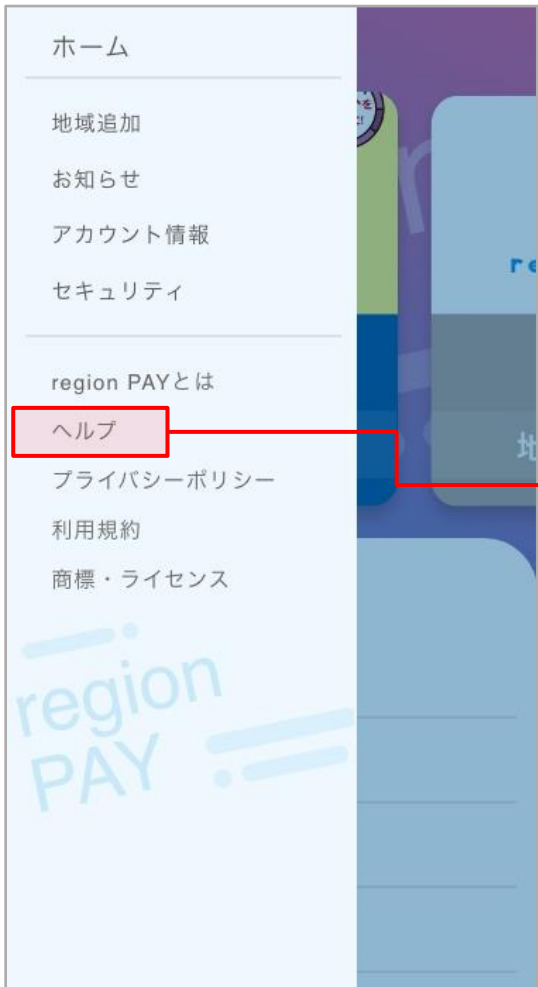 ホーム
地域追加
お知らせ
アカウント情報
セキュリティ
region PAYとは
ヘルプ
プライバシーポリシー
利用規約
商標・ライセンス
region
PAY
re
地